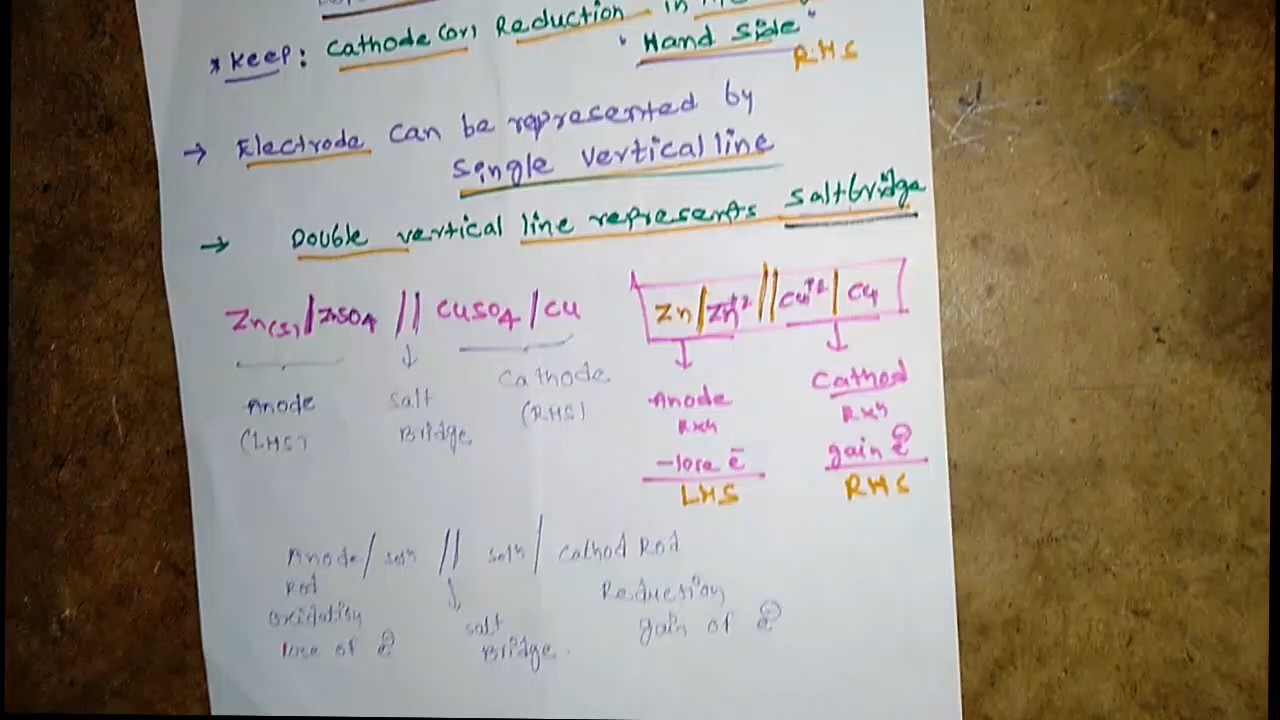 * Keep: Cathode (or) Reduction in
" Hand side "
RHS
→ Electrode can be represented by
single vertical line
→ Double vertical line represents saltbridge
Zn(s)/ZnSO4 // CuSO4/Cu
Zn/Zn+2//Cu+2/Cu
Anode
(LHS)
salt
Bridge
Cathode
(RHS)
Anode
Rxn
-lose e̅
LHS
Cathod
Rxn
gain e̅
RHS
Anode/ soln // soln/ Cathod Rod
Rod
oxidation
lose of e̅
salt
Bridge.
Reduction
gain of e̅